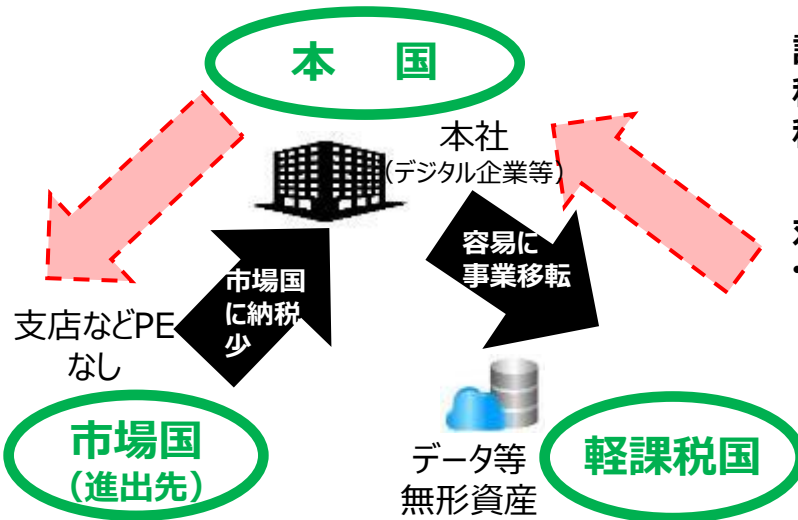 本　国
本社
(デジタル企業等)
容易に
事業移転
市場国
に納税
少
支店などPE
なし
市場国
（進出先）
データ等
無形資産
軽課税国